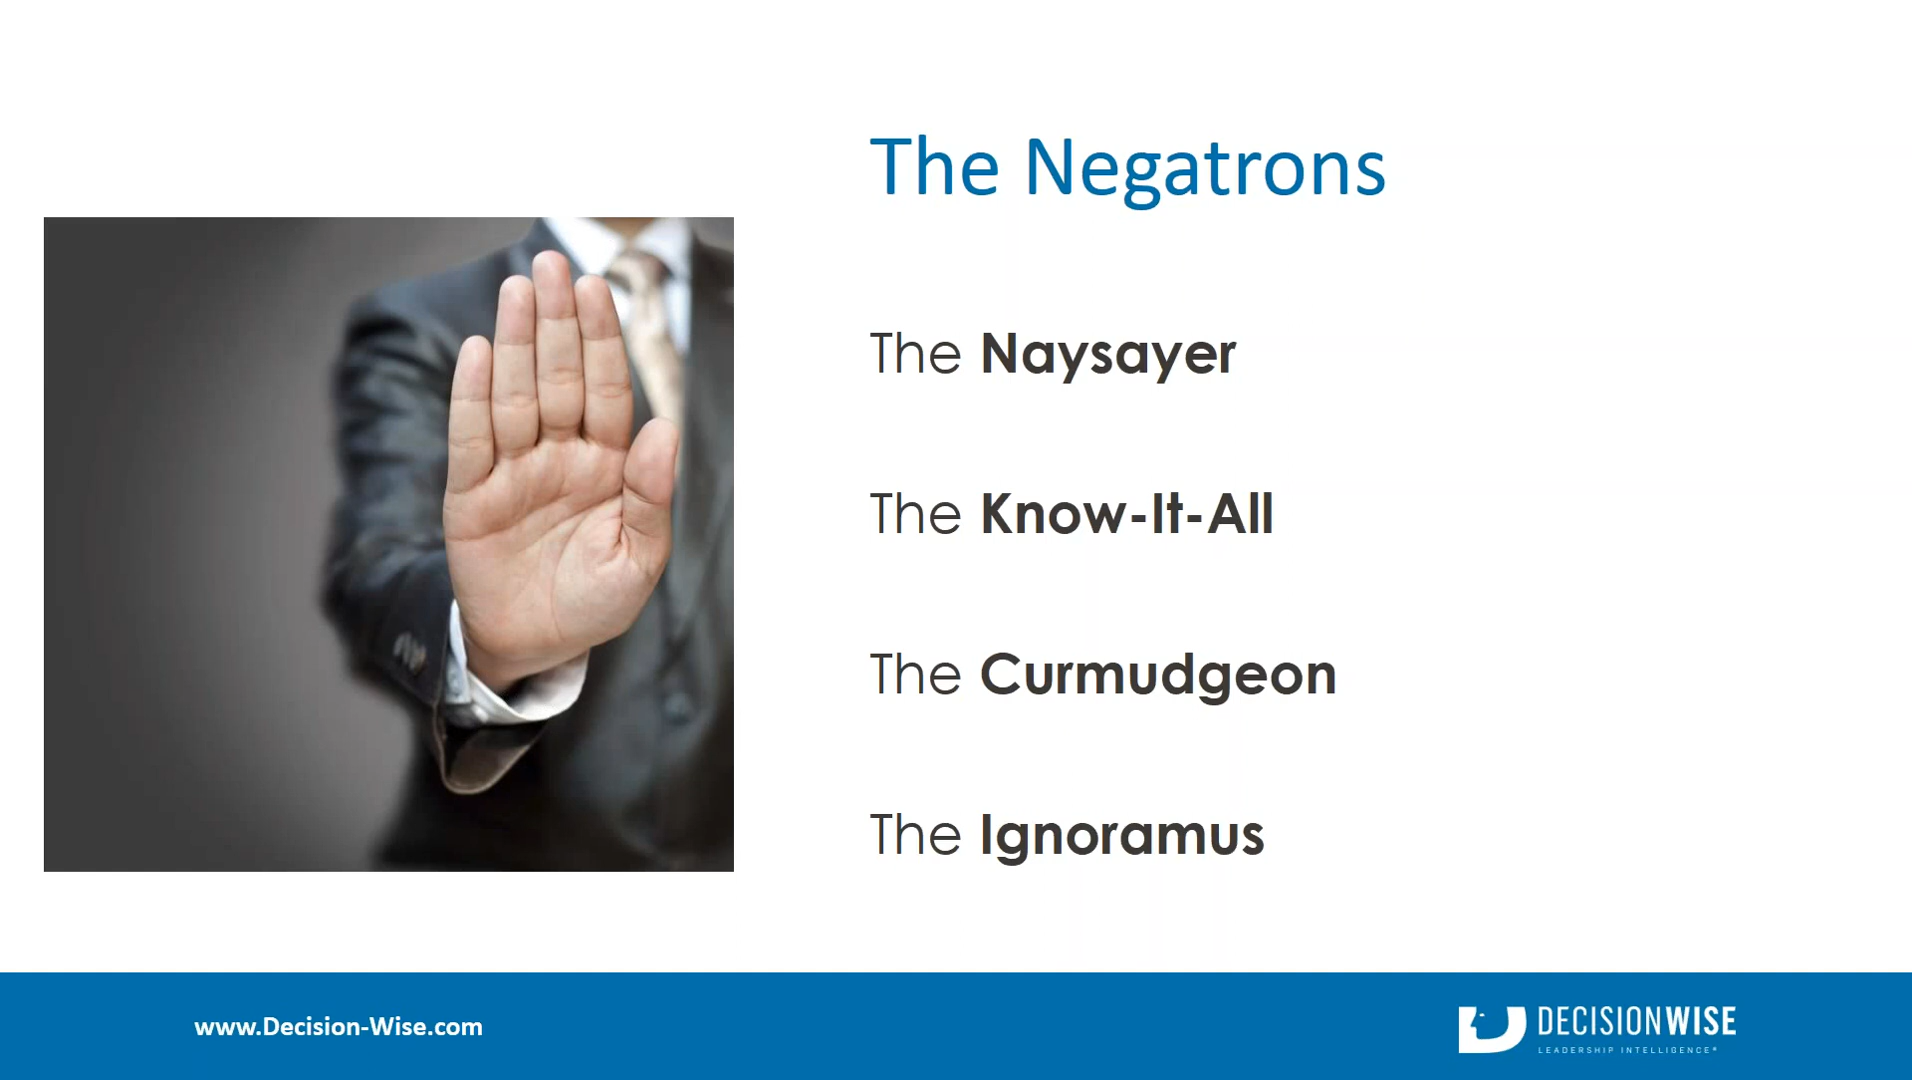 The Negatrons
The Naysayer
The Know-It-All
The Curmudgeon
The Ignoramus
www.Decision-Wise.com
DECISIONWISE
LEADERSHIP INTELLIGENCE®